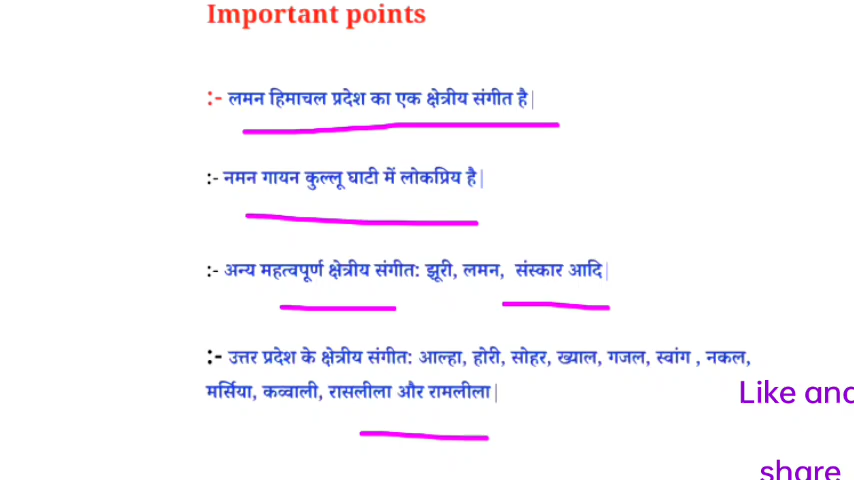 Important points
:- लमन हिमाचल प्रदेश का एक क्षेत्रीय संगीत है|
:- नमन गायन कुल्लू घाटी में लोकप्रिय है|
:- अन्य महत्वपूर्ण क्षेत्रीय संगीत: झूरी, लमन, संस्कार आदि|
:- उत्तर प्रदेश के क्षेत्रीय संगीत: आल्हा, होरी, सोहर, ख्याल, गजल, स्वांग , नकल,
मर्सिया, कव्वाली, रासलीला और रामलीला|
Like and
share